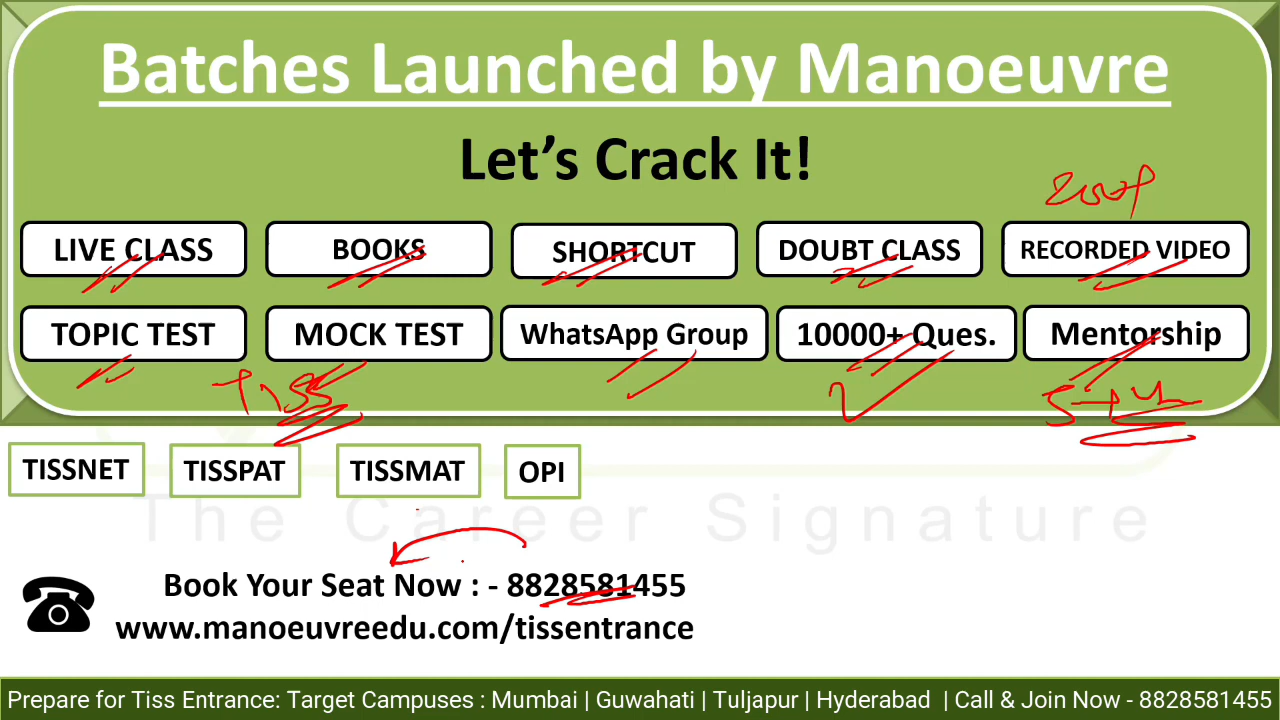 Batches Launched by Manoeuvre
Let's Crack It!
LIVE CLASS
BOOKS
SHORTCUT
DOUBT CLASS
RECORDED VIDEO
TOPIC TEST
MOCK TEST
WhatsApp Group
10000+ Ques.
Mentorship
Tiss
TISSNET
TISSPAT
TISSMAT
OPI
The Career Signature
Book Your Seat Now : - 8828581455
www.manoeuvreedu.com/tissentrance
Prepare for Tiss Entrance: Target Campuses : Mumbai | Guwahati | Tuljapur | Hyderabad | Call & Join Now - 8828581455